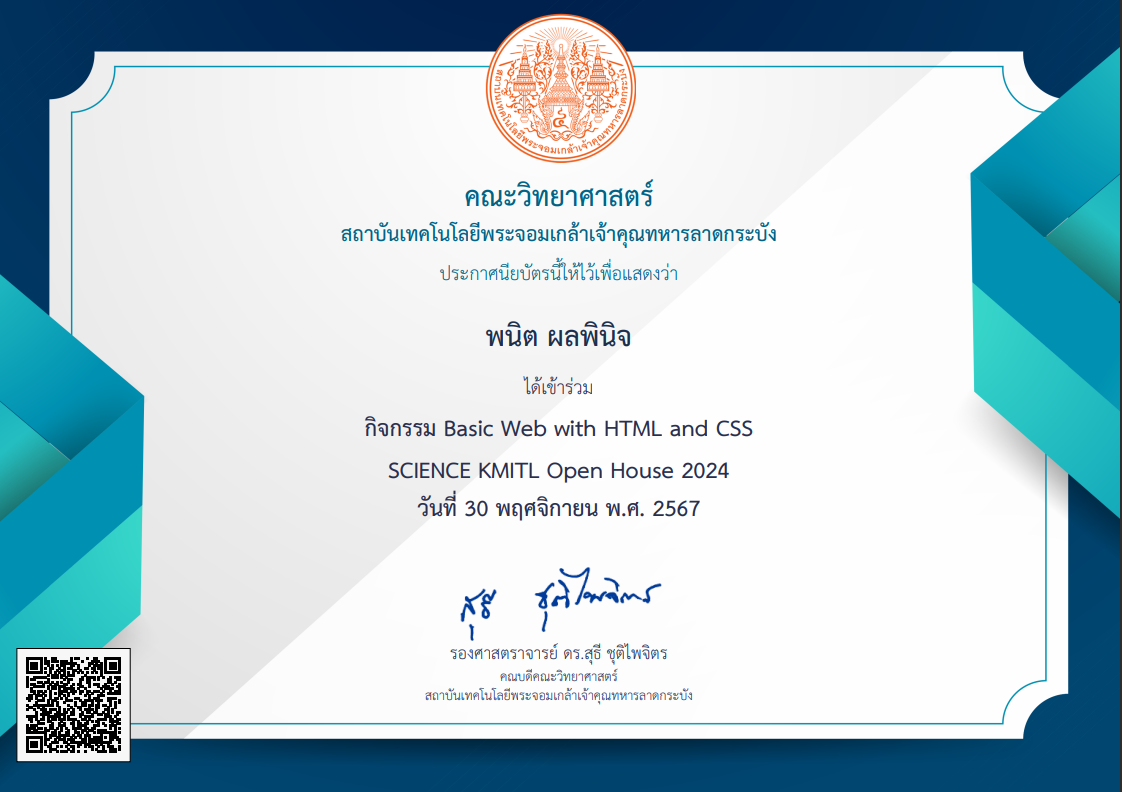 สถาบันเทคโนโลยีพระจอมเกล้าเจ้าคุณทหารลาดกระบัง
คณะวิทยาศาสตร์
สถาบันเทคโนโลยีพระจอมเกล้าเจ้าคุณทหารลาดกระบัง
ประกาศนียบัตรนี้ให้ไว้เพื่อแสดงว่า
พนิต ผลพินิจ
ได้เข้าร่วม
กิจกรรม Basic Web with HTML and CSS
SCIENCE KMITL Open House 2024
วันที่ 30 พฤศจิกายน พ.ศ. 2567
สุธี ชุติไพจิตร
รองศาสตราจารย์ ดร.สุธี ชุติไพจิตร
คณบดีคณะวิทยาศาสตร์
สถาบันเทคโนโลยีพระจอมเกล้าเจ้าคุณทหารลาดกระบัง